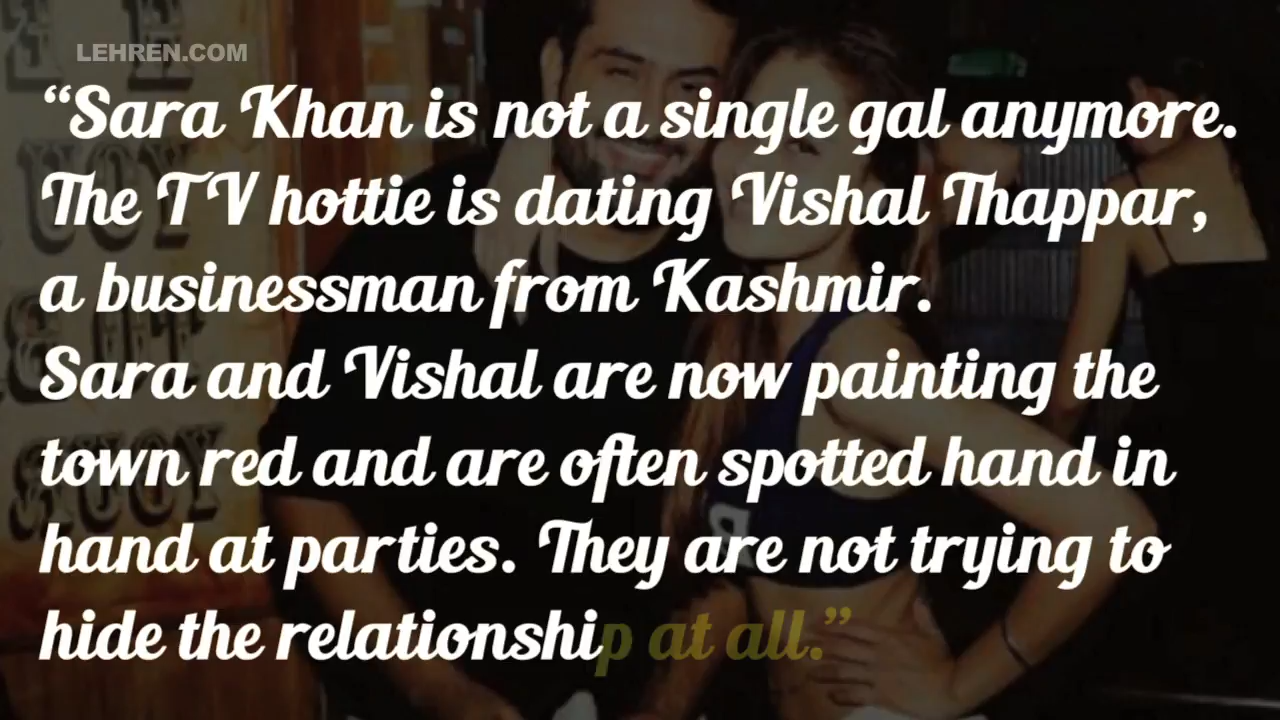 LEHREN.COM
“Sara Khan is not a single gal anymore.
The TV hottie is dating Vishal Thappar,
a businessman from Kashmir.
Sara and Vishal are now painting the
town red and are often spotted hand in
hand at parties. They are not trying to
hide the relationship at all.”